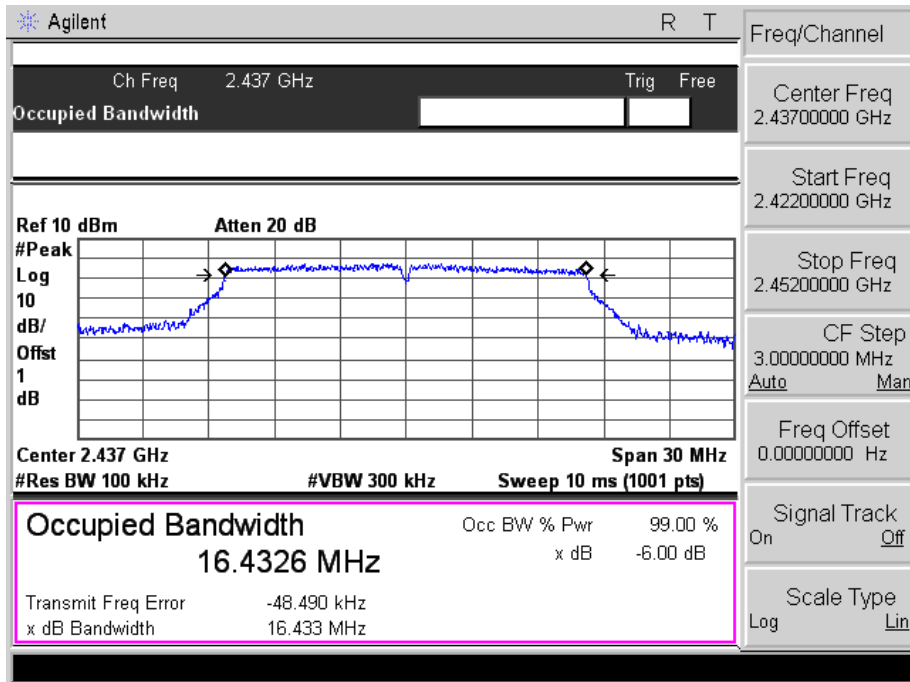 Agilent R T
Freq/Channel
Ch Freq 2.437 GHz Trig Free
Occupied Bandwidth
Center Freq
2.43700000 GHz
Start Freq
2.42200000 GHz
Stop Freq
2.45200000 GHz
CF Step
3.00000000 MHz
Auto Man
Freq Offset
0.00000000 Hz
Signal Track
On Off
Scale Type
Log Lin
Ref 10 dBm Atten 20 dB
#Peak
Log
10
dB/
Offst
1
dB
Center 2.437 GHz Span 30 MHz
#Res BW 100 kHz #VBW 300 kHz Sweep 10 ms (1001 pts)
Occupied Bandwidth Occ BW % Pwr 99.00 %
16.4326 MHz x dB -6.00 dB
Transmit Freq Error -48.490 kHz
x dB Bandwidth 16.433 MHz